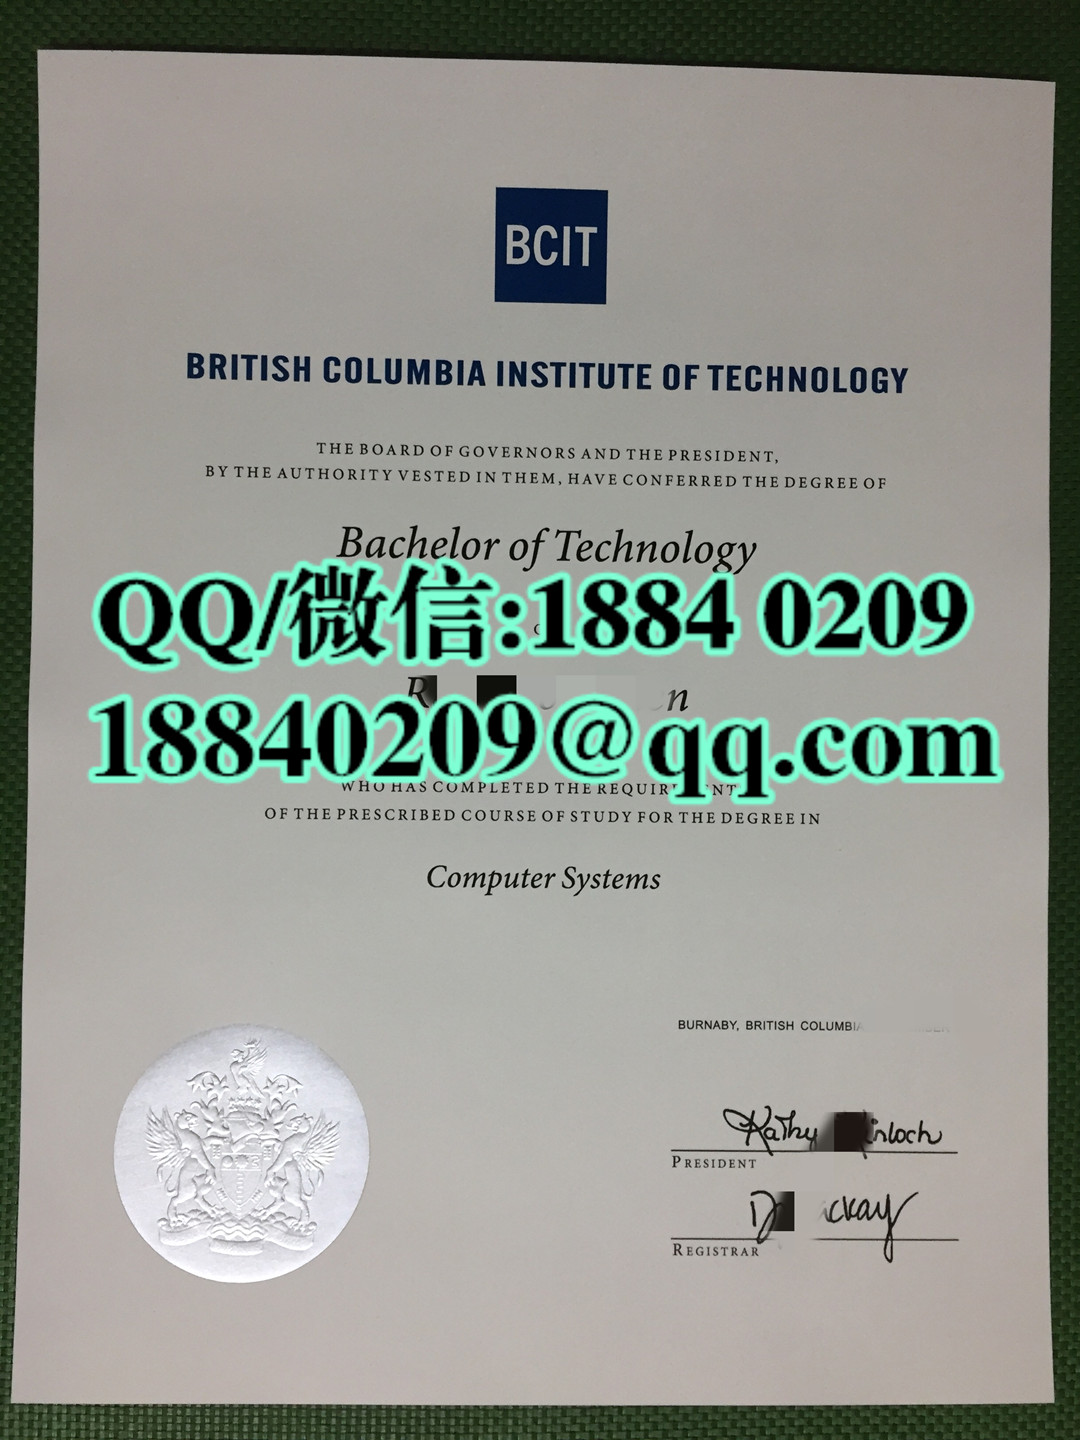 BCIT
BRITISH COLUMBIA INSTITUTE OF TECHNOLOGY
THE BOARD OF GOVERNORS AND THE PRESIDENT,
BY THE AUTHORITY VESTED IN THEM, HAVE CONFERRED THE DEGREE OF
Bachelor of Technology
QQ/微信:1884 0209
18840209@qq.com
WHO HAS COMPLETED THE
OF THE PRESCRIBED COURSE OF STUDY FOR THE DEGREE IN
Computer Systems
BURNABY, BRITISH COLUMBIA
Kathy
PRESIDENT
REGISTRAR